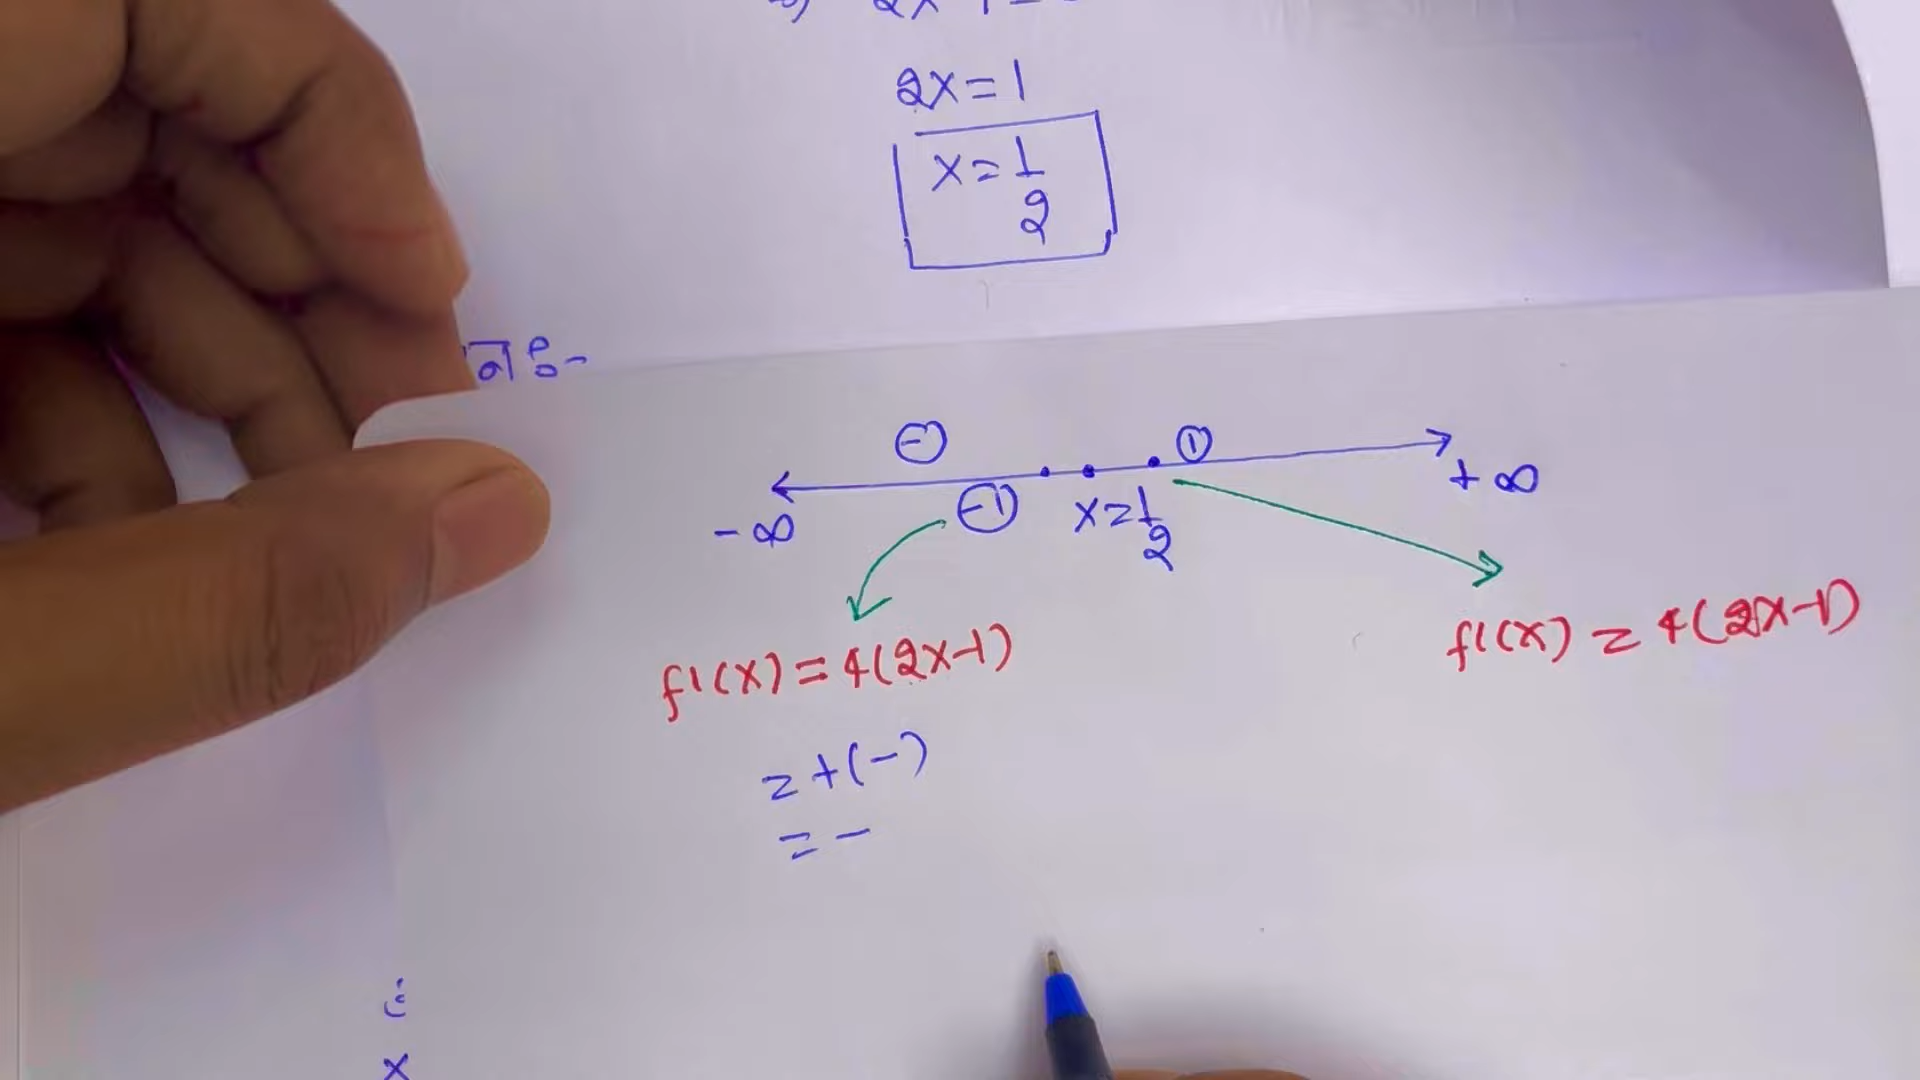 2x = 1
x = 1/2
⊖ 1
- ∞ -1 x = 1/2 + ∞
f'(x) = 4(2x-1) f'(x) = 4(2x-1)
= +(-)
= -
x